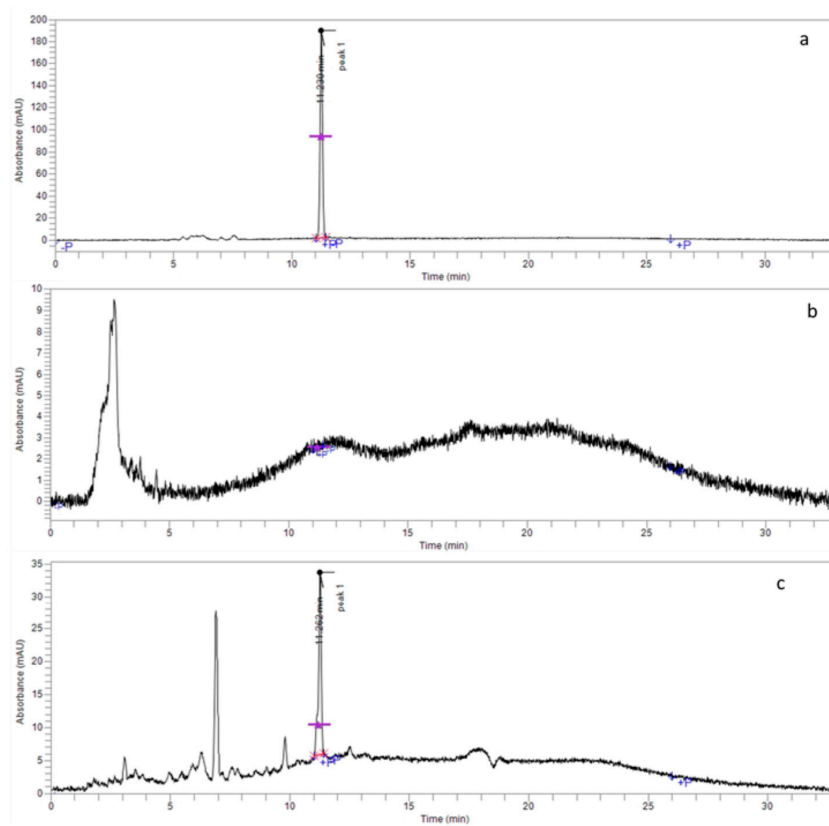 200
180
160
140
120
100
80
60
40
20
0
Absorbance (mAU)
a
11.230 min
peak 1
-P
+P
+P
+P
0 5 10 15 20 25 30
Time (min)
10
9
8
7
6
5
4
3
2
1
0
Absorbance (mAU)
b
0 5 10 15 20 25 30
Time (min)
35
30
25
20
15
10
5
0
Absorbance (mAU)
c
11.262 min
peak 1
+P
+P
0 5 10 15 20 25 30
Time (min)